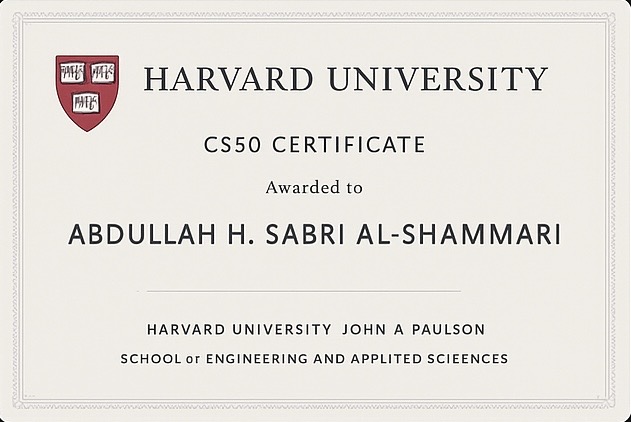 HARVARD UNIVERSITY
CS50 CERTIFICATE
Awarded to
ABDULLAH H. SABRI AL-SHAMMARI
HARVARD UNIVERSITY JOHN A PAULSON
SCHOOL or ENGINEERING AND APPLITED SCIEENCES